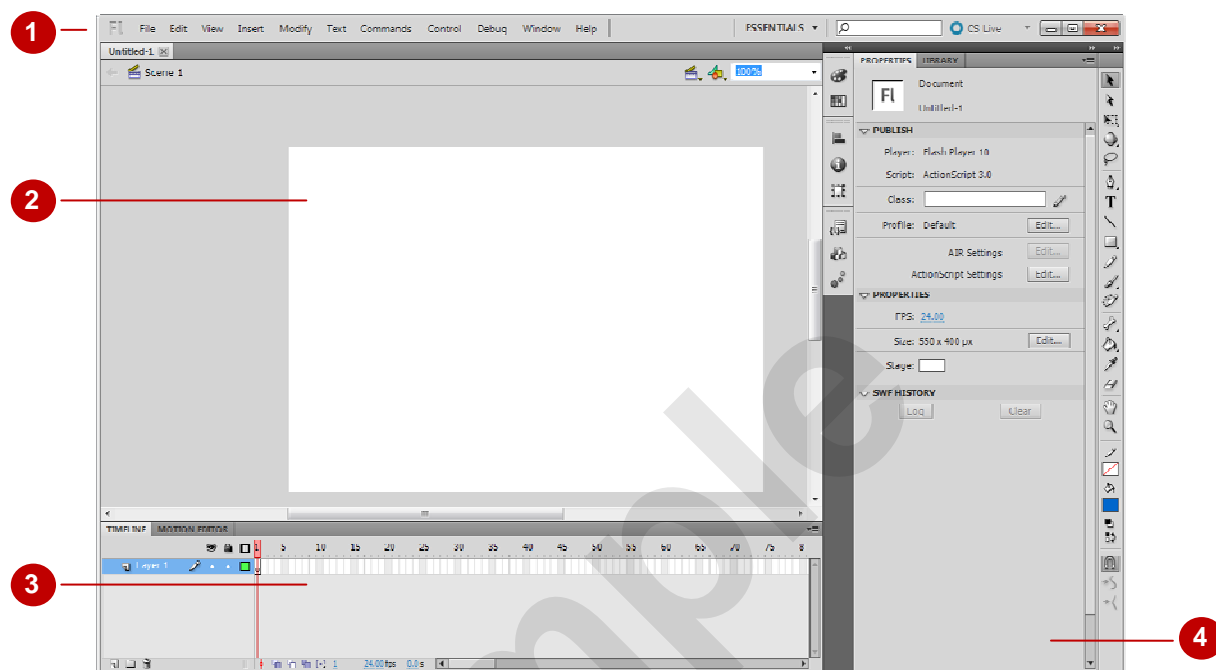 1
Fl File Edit View Insert Modify Text Commands Control Debug Window Help ESSENTIALS CS Live
Untitled-1
Scene 1 100%
2
PROPERTIES LIBRARY
Fl
Document
Untitled-1
PUBLISH
Player: Flash Player 10
Script: ActionScript 3.0
Class:
Profile: Default Edit...
AIR Settings Edit...
ActionScript Settings Edit...
PROPERTIES
FPS: 24.00
Size: 550 x 400 px Edit...
Stage:
SWF HISTORY
Log Clear
T
TIMELINE MOTION EDITOR
1 5 10 15 20 25 30 35 40 45 50 55 60 65 70 75 8
Layer 1
3
1 24.00 fps 0.0 s
4
mple